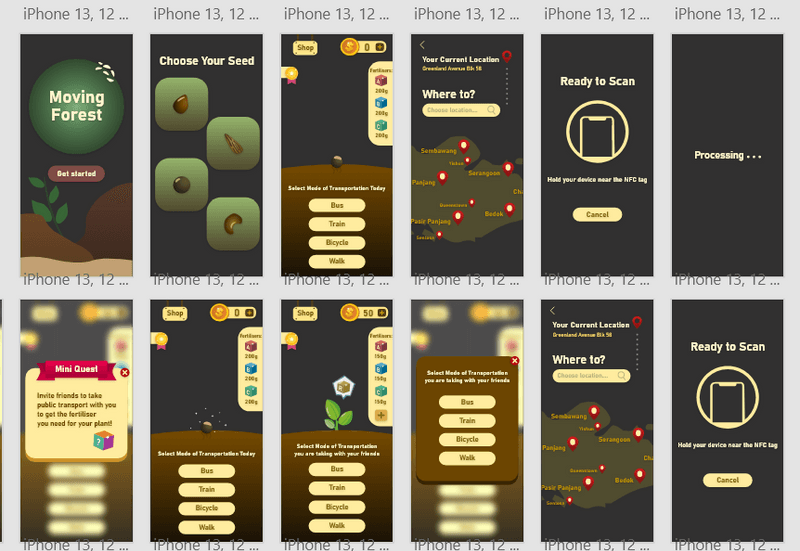 iPhone 13, 12 ...
iPhone 13, 12 ...
iPhone 13, 12 ...
iPhone 13, 12 ...
iPhone 13, 12 ...
iPhone 13, 12 ...
Moving
Forest
Get started
Choose Your Seed
Shop
0
Fertilisers
200g
200g
200g
Select Mode of Transportation Today
Bus
Train
Bicycle
Walk
Your Current Location
Greenland Avenue Blk 58
Where to?
Choose location...
Sembawang
Yishun
Serangoon
Panjang
Pasir Panjang
Bedok
Ready to Scan
Hold your device near the NFC tag
Cancel
Processing ...
iPhone 13, 12 ...
iPhone 13, 12 ...
iPhone 13, 12 ...
iPhone 13, 12 ...
iPhone 13, 12 ...
iPhone 13, 12 ...
Mini Quest
Invite friends to take
public transport with you
to get the fertiliser
you need for your plant!
Shop
0
Fertilisers
200g
200g
200g
Select Mode of Transportation Today
Bus
Train
Bicycle
Walk
Shop
50
Fertilisers
150g
150g
150g
Select Mode of Transportation
you are taking with your friends
Bus
Train
Bicycle
Walk
Select Mode of Transportation
you are taking with your friends
Bus
Train
Bicycle
Walk
Your Current Location
Greenland Avenue Blk 58
Where to?
Choose location...
Sembawang
Yishun
Serangoon
Panjang
Pasir Panjang
Bedok
Ready to Scan
Hold your device near the NFC tag
Cancel
iPhone 13, 12 ...
iPhone 13, 12 ...
iPhone 13, 12 ...
iPhone 13, 12 ...
iPhone 13, 12 ...
iPhone 13, 12 ...